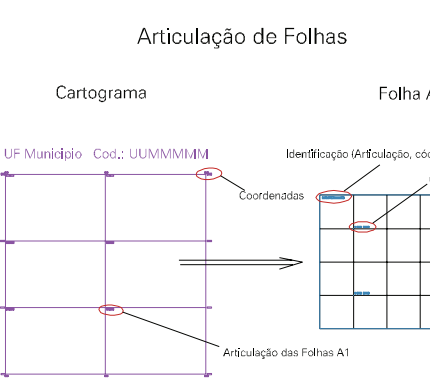 Articulação de Folhas
Cartograma
Folha A
UF Municipio Cod.: UUMMMMM
Identificação (Articulação, cód
Coordenadas
Articulação das Folhas A1